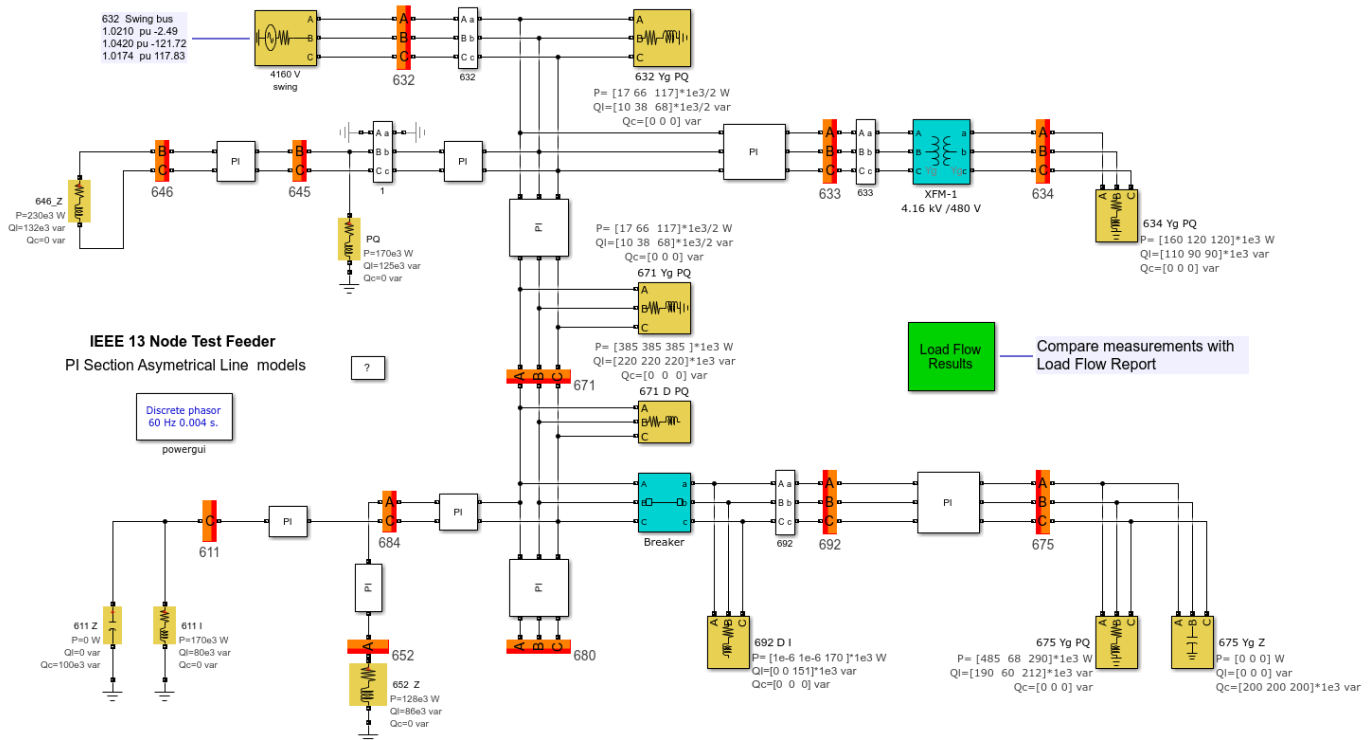 632  Swing bus
1.0210 pu -2.49
1.0420 pu -121.72
1.0174 pu 117.83
A
B
C
4160 V
swing
A
B
C
632
A a
B b
C c
632
A
B
C
632 Yg PQ
P= [17 66  117]*1e3/2 W
Ql=[10 38  68]*1e3/2 var
Qc=[0 0 0] var
646_Z
P=230e3 W
Ql=132e3 var
Qc=0 var
B
C
646
PI
B
C
645
PQ
P=170e3 W
Ql=125e3 var
Qc=0 var
A a
B b
C c
1
PI
PI
PI
A
B
C
633
A a
B b
C c
633
A
B
C
a
b
c
Yg
Yg
XFM-1
4.16 kV /480 V
A
B
C
634
A B C
634 Yg PQ
P= [160 120 120]*1e3 W
Ql=[110 90 90]*1e3 var
Qc=[0 0 0] var
P= [17 66  117]*1e3/2 W
Ql=[10 38  68]*1e3/2 var
Qc=[0 0 0] var
671 Yg PQ
A
B
C
P= [385 385 385 ]*1e3 W
Ql=[220 220 220]*1e3 var
Qc=[0  0  0] var
A B C
671
671 D PQ
A
B
C
IEEE 13 Node Test Feeder
PI Section Asymetrical Line  models
?
Discrete phasor
60 Hz 0.004 s.
powergui
Load Flow
Results
Compare measurements with
Load Flow Report
C
611
PI
A
C
684
PI
611 Z
P=0 W
Ql=0 var
Qc=100e3 var
611 I
P=170e3 W
Ql=80e3 var
Qc=0 var
PI
A
652
652  Z
P=128e3 W
Ql=86e3 var
Qc=0 var
PI
A B C
680
A
B
C
a
b
c
Breaker
A a
B b
C c
692
A
B
C
692
PI
A
B
C
675
A B C
692 D I
P= [1e-6 1e-6 170 ]*1e3 W
Ql=[0 0 151]*1e3 var
Qc=[0  0  0] var
A B C
675 Yg PQ
P= [485  68  290]*1e3 W
Ql=[190  60  212]*1e3 var
Qc=[0 0 0] var
A B C
675 Yg Z
P= [0 0 0] W
Ql=[0 0 0] var
Qc=[200 200 200]*1e3 var